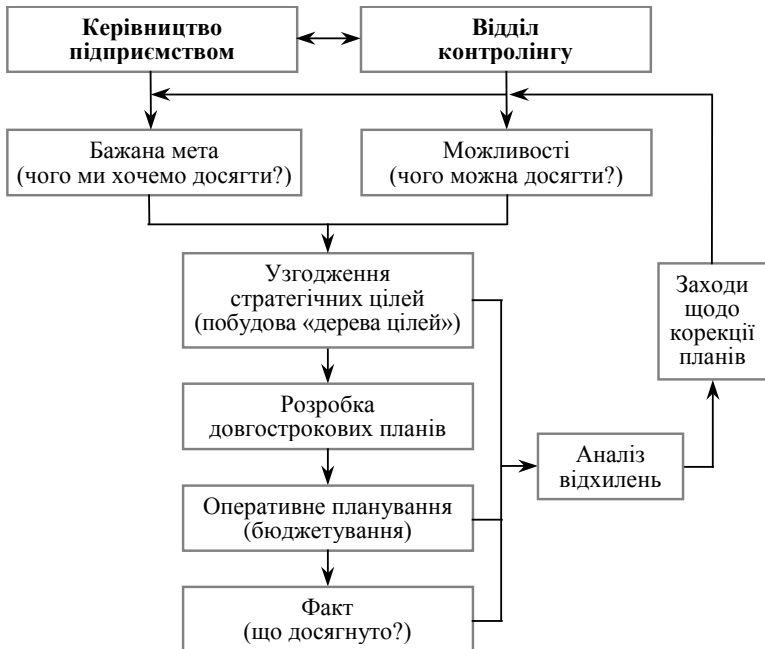 Керівництво
підприємством
Відділ
контролінгу
Бажана мета
(чого ми хочемо досягти?)
Можливості
(чого можна досягти?)
Узгодження
стратегічних цілей
(побудова «дерева цілей»)
Заходи
щодо
корекції
планів
Розробка
довгострокових планів
Аналіз
відхилень
Оперативне планування
(бюджетування)
Факт
(що досягнуто?)